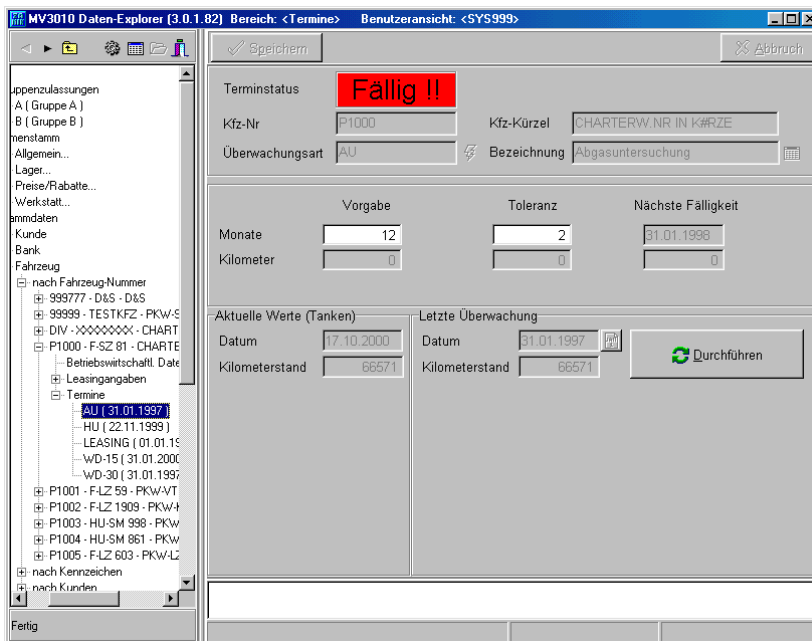 MV3010 Daten-Explorer (3.0.1.82) Bereich: <Termine> Benutzeransicht: <SYS999>
Speichern Abbruch
uppenzulassungen
A ( Gruppe A )
B ( Gruppe B )
menstamm
Allgemein...
Lager...
Preise/Rabatte...
Werkstatt...
ammdaten
Kunde
Bank
Fahrzeug
nach Fahrzeug-Nummer
999777 - D&S - D&S
99999 - TESTKFZ - PKW-S
DIV - XXXXXXX - CHART
P1000 - F-SZ 81 - CHARTE
Betriebswirtschaftl. Date
Leasingangaben
Termine
AU ( 31.01.1997 )
HU ( 22.11.1999 )
LEASING ( 01.01.19
WD-15 ( 31.01.2000
WD-30 ( 31.01.1997
P1001 - F-LZ 59 - PKW-VT
P1002 - F-LZ 1909 - PKW-K
P1003 - HU-SM 998 - PKW
P1004 - HU-SM 861 - PKW
P1005 - F-LZ 603 - PKW-LZ
nach Kennzeichen
nach Kunden
Fertig
Terminstatus Fällig !!
Kfz-Nr P1000 Kfz-Kürzel CHARTERW.NR IN K#RZE
Überwachungsart AU Bezeichnung Abgasuntersuchung
Vorgabe Toleranz Nächste Fälligkeit
Monate 12 2 31.01.1998
Kilometer 0 0 0
Aktuelle Werte (Tanken) Letzte Überwachung
Datum 17.10.2000 Datum 31.01.1997
Kilometerstand 66571 Kilometerstand 66571
Durchführen